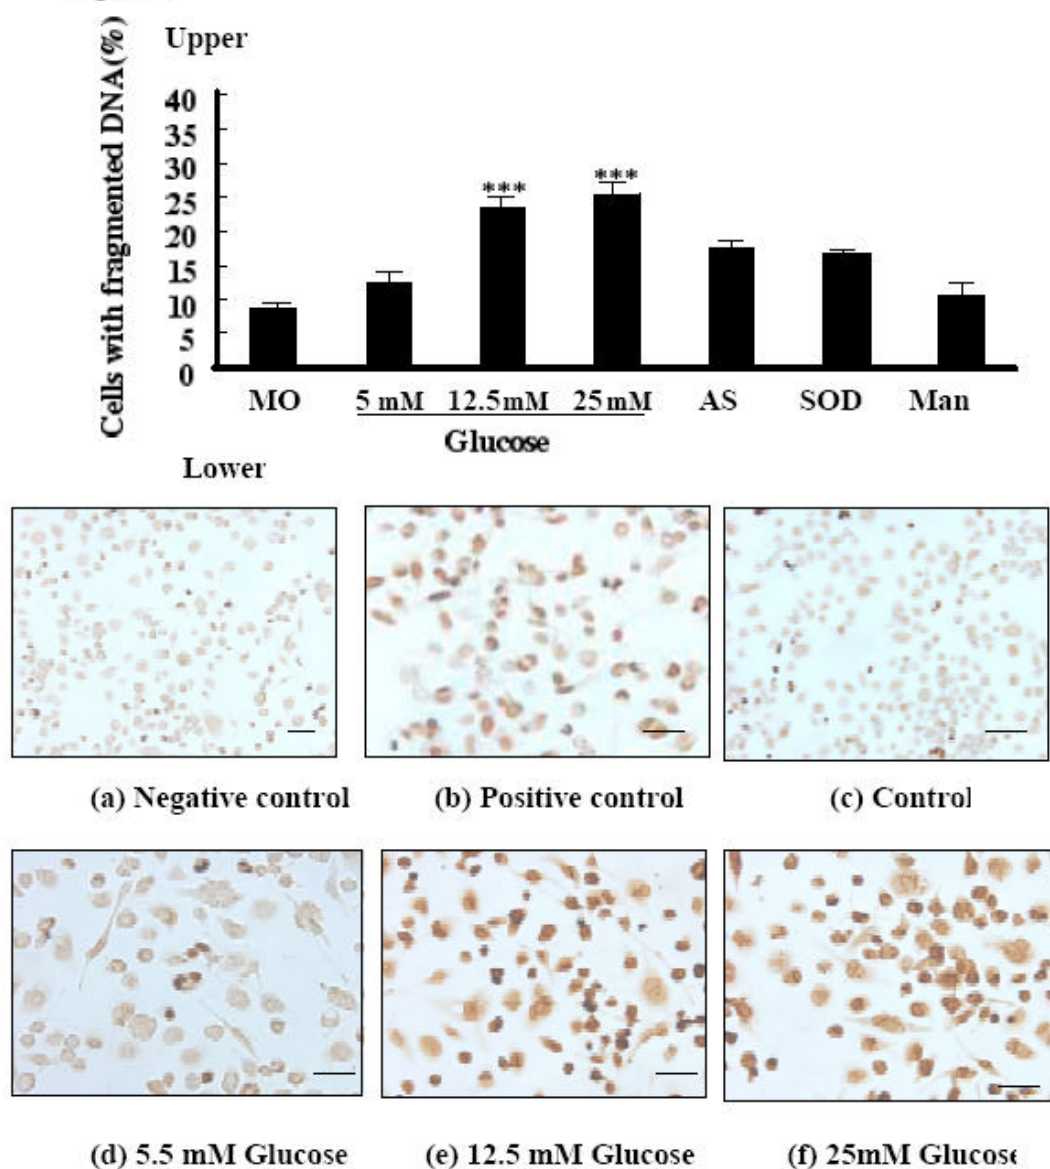 Upper
Cells with fragmented DNA(%)
40
35
30
25
20
15
10
5
0
*** ***
MO 5 mM 12.5mM 25mM AS SOD Man
Glucose
Lower
(a) Negative control (b) Positive control (c) Control
(d) 5.5 mM Glucose (e) 12.5 mM Glucose (f) 25mM Glucose